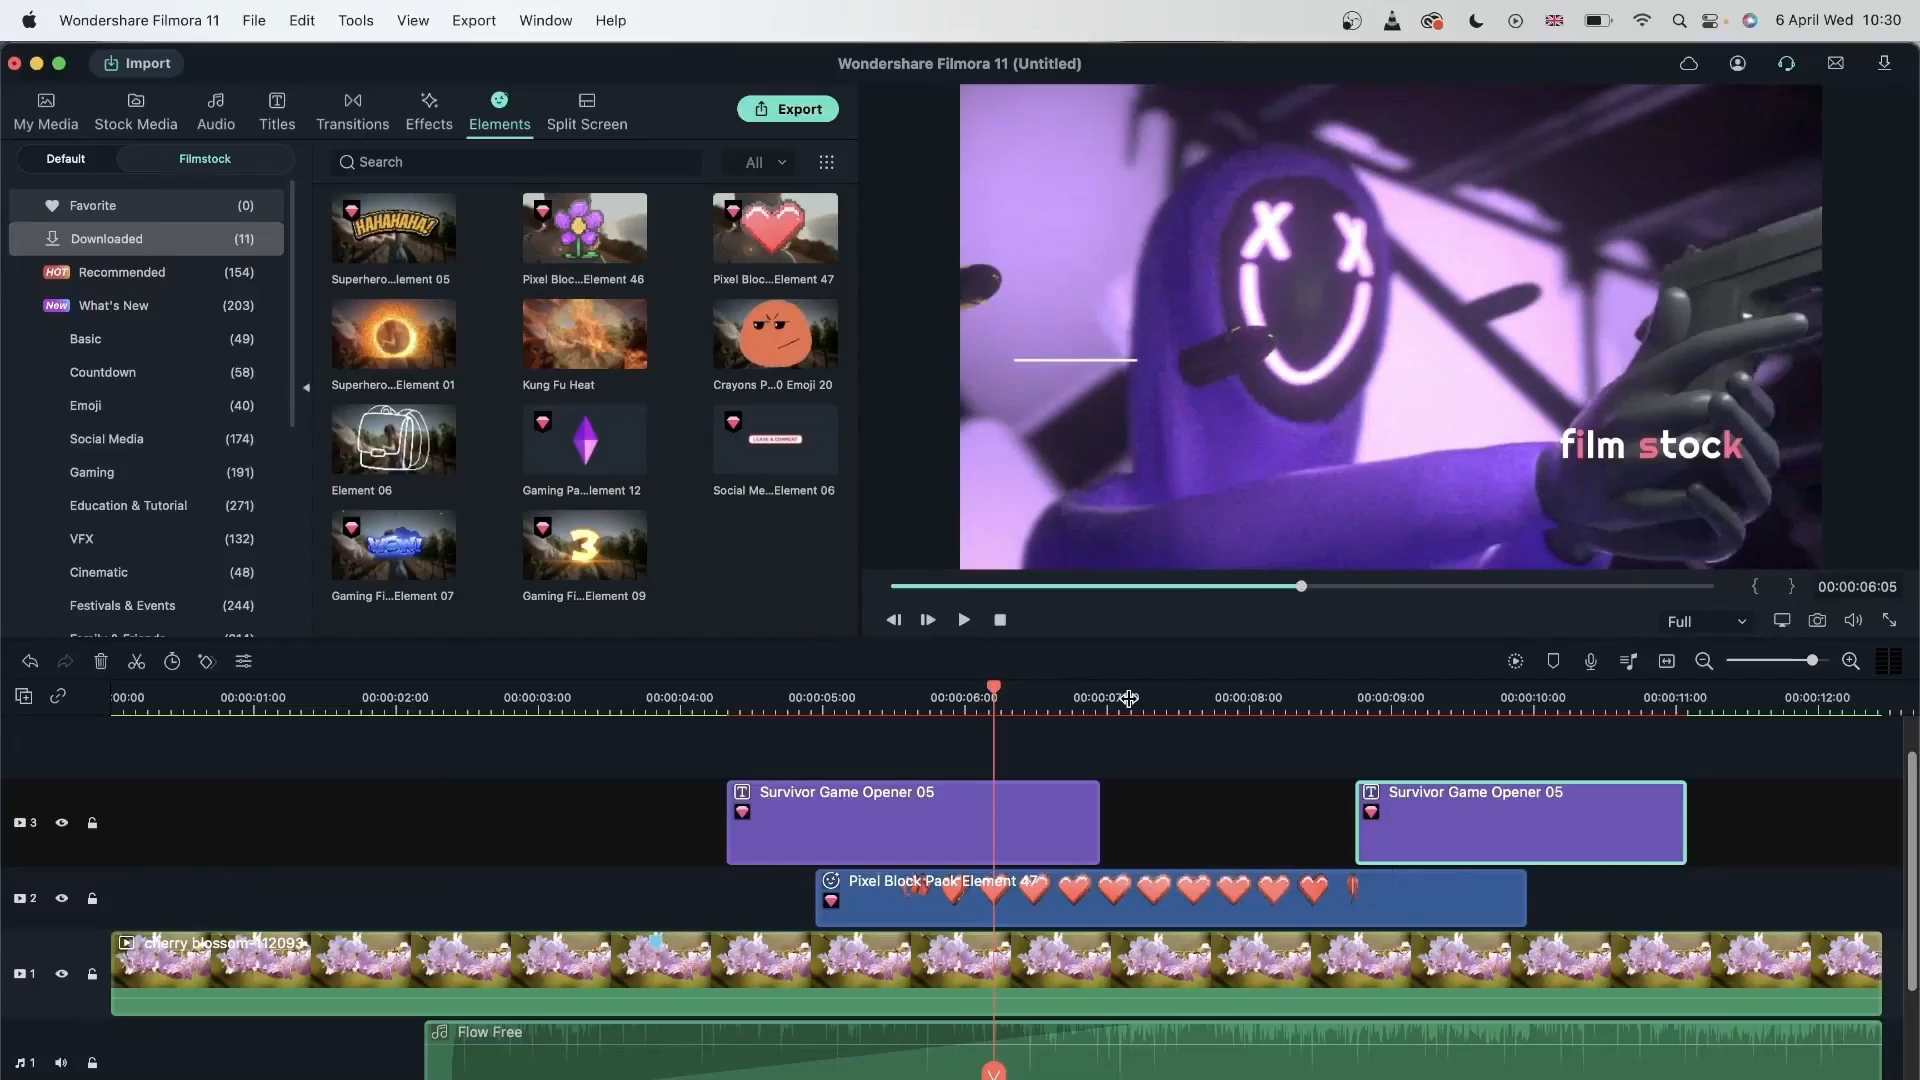 Wondershare Filmora 11 File Edit Tools View Export Window Help 6 April Wed 10:30
Import Wondershare Filmora 11 (Untitled)
My Media Stock Media Audio Titles Transitions Effects Elements Split Screen Export
Default Filmstock Search All
Favorite (0)
Downloaded (11)
HOT Recommended (154)
New What's New (203)
Basic (49)
Countdown (58)
Emoji (40)
Social Media (174)
Gaming (191)
Education & Tutorial (271)
VFX (132)
Cinematic (48)
Festivals & Events (244)
HAHAHAHA!
Superhero...lement 05 Pixel Bloc...Element 46 Pixel Bloc...Element 47
Superhero...Element 01 Kung Fu Heat Crayons P...0 Emoji 20
LEAVE A COMMENT
Element 06 Gaming Pa...lement 12 Social Me...Element 06
WOW! 3
Gaming Fi...Element 07 Gaming Fi...Element 09
film stock
{ } 00:00:06:05
Full
:00:00 00:00:01:00 00:00:02:00 00:00:03:00 00:00:04:00 00:00:05:00 00:00:06:00 00:00:08:00 00:00:09:00 00:00:10:00 00:00:11:00 00:00:12:00
3 T Survivor Game Opener 05 T Survivor Game Opener 05
2 Pixel Block Pack Element 47
1 cherry blossom-112093
Flow Free
1